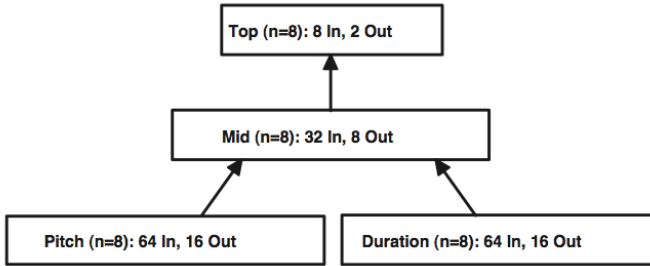 Top (n=8): 8 In, 2 Out
Mid (n=8): 32 In, 8 Out
Pitch (n=8): 64 In, 16 Out
Duration (n=8): 64 In, 16 Out